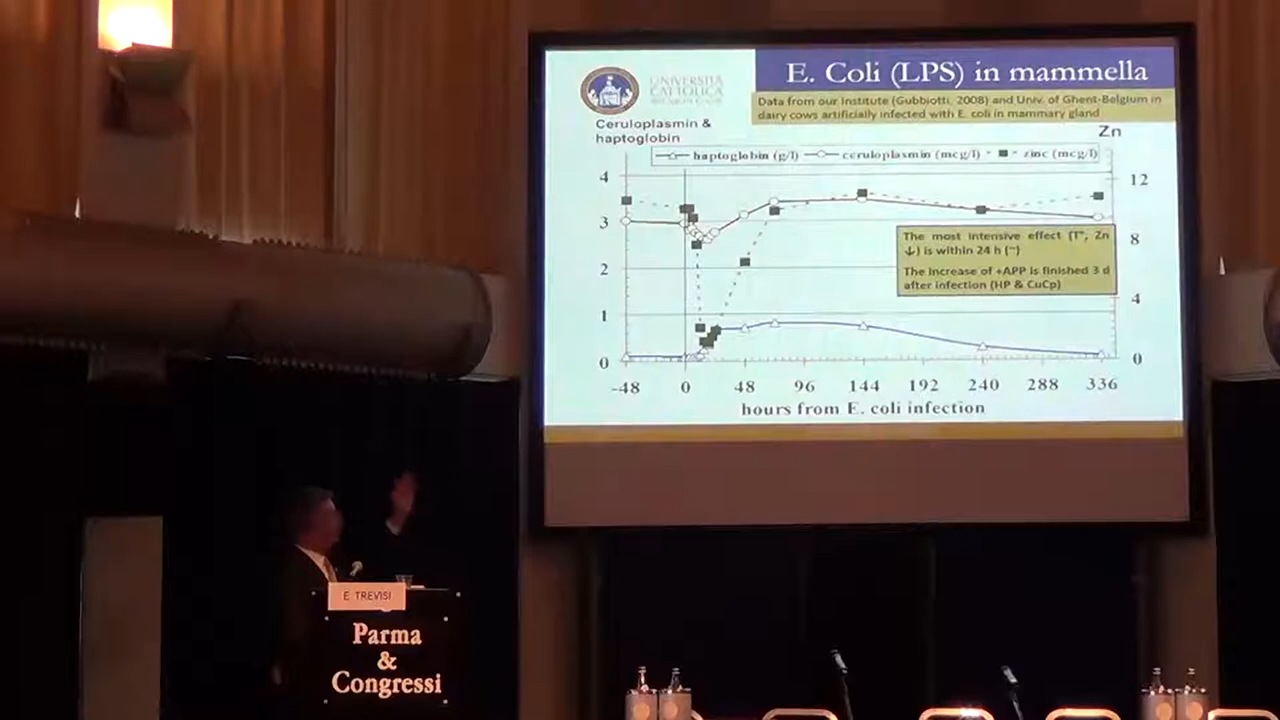 E. Coli (LPS) in mammella
UNIVERSITÀ
CATTOLICA
Data from our Institute (Gubbiotti, 2008) and Univ. of Ghent-Belgium in
dairy cows artificially infected with E. coli in mammary gland
Ceruloplasmin &
haptoglobin
Zn
haptoglobin (g/l) ceruloplasmin (mcg/l) zinc (mcg/l)
4
3
2
1
0
12
8
4
0
The most intensive effect (T°, Zn
↓) is within 24 h (~)
The increase of +APP is finished 3 d
after infection (HP & CuCp)
-48 0 48 96 144 192 240 288 336
hours from E. coli infection
E. TREVISI
Parma
&
Congressi